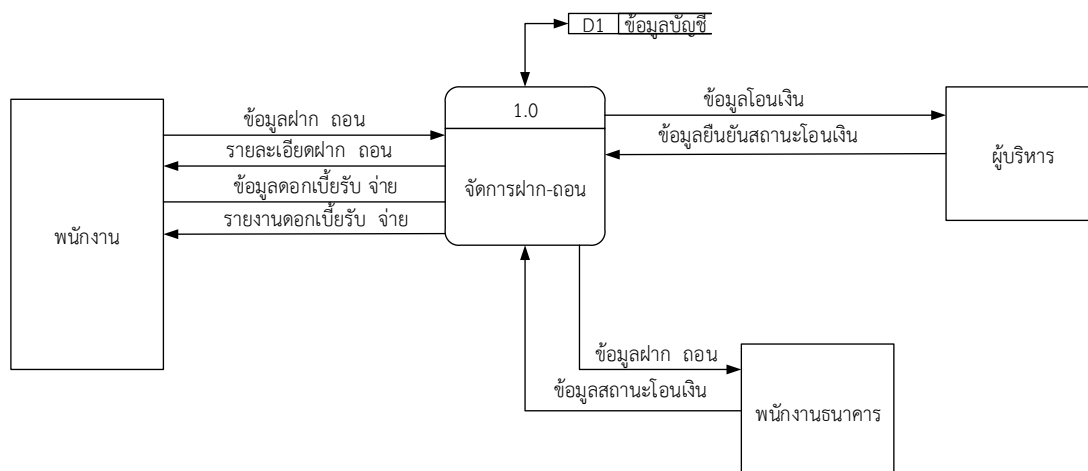 D1 ข้อมูลบัญชี
1.0
จัดการฝาก-ถอน
พนักงาน
ข้อมูลฝาก ถอน
รายละเอียดฝาก ถอน
ข้อมูลดอกเบี้ยรับ จ่าย
รายงานดอกเบี้ยรับ จ่าย
ข้อมูลโอนเงิน
ข้อมูลยืนยันสถานะโอนเงิน
ผู้บริหาร
ข้อมูลฝาก ถอน
ข้อมูลสถานะโอนเงิน
พนักงานธนาคาร